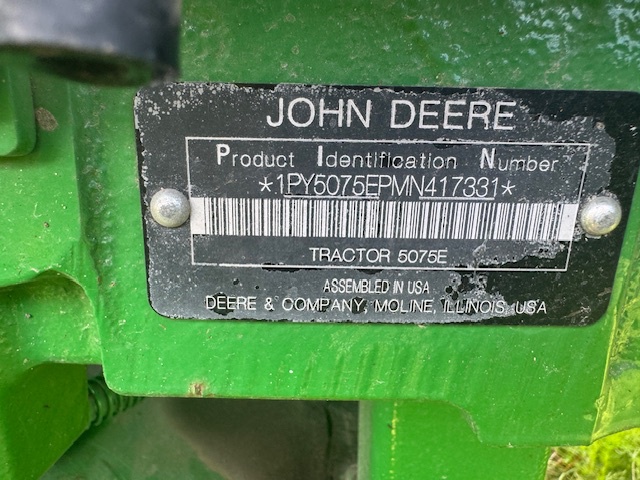 JOHN DEERE
Product Identification Number
*1PY5075EPMN417331*
TRACTOR 5075E
ASSEMBLED IN USA
DEERE & COMPANY, MOLINE, ILLINOIS, USA